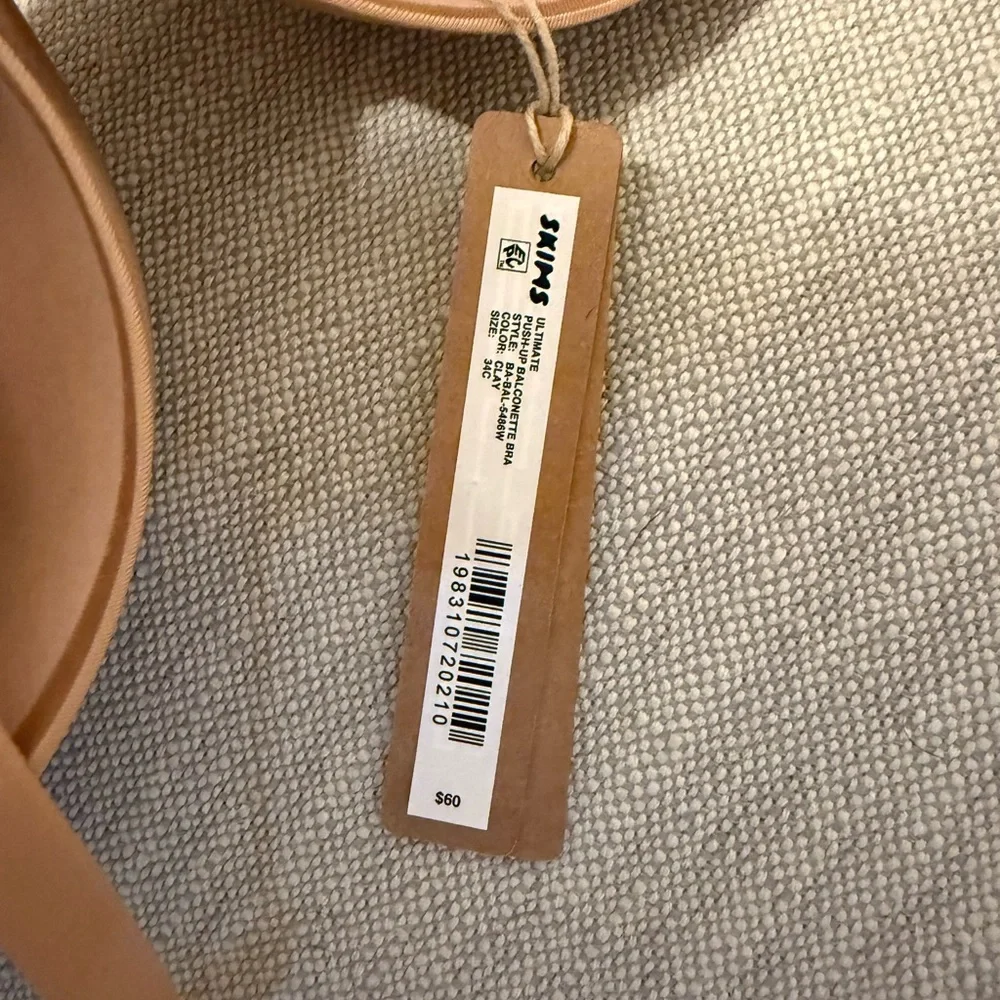 SKIMS
ULTIMATE
PUSH-UP BALCONETTE BRA
STYLE: BA-BAL-5486W
COLOR: CLAY
SIZE: 34C
198310720210
$60